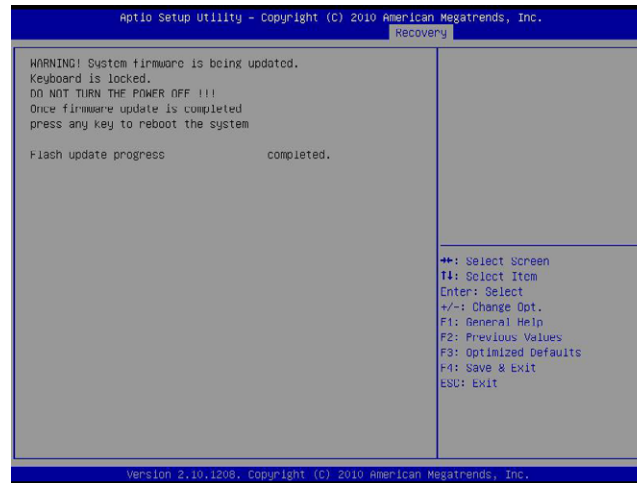 Aptio Setup Utility – Copyright (C) 2010 American Megatrends, Inc.
Recovery
WARNING! System firmware is being updated.
Keyboard is locked.
DO NOT TURN THE POWER OFF !!!
Once firmware update is completed
press any key to reboot the system
Flash update progress completed.
→←: Select Screen
↑↓: Select Item
Enter: Select
+/-: Change Opt.
F1: General Help
F2: Previous Values
F3: Optimized Defaults
F4: Save & Exit
ESC: Exit
Version 2.10.1208. Copyright (C) 2010 American Megatrends, Inc.